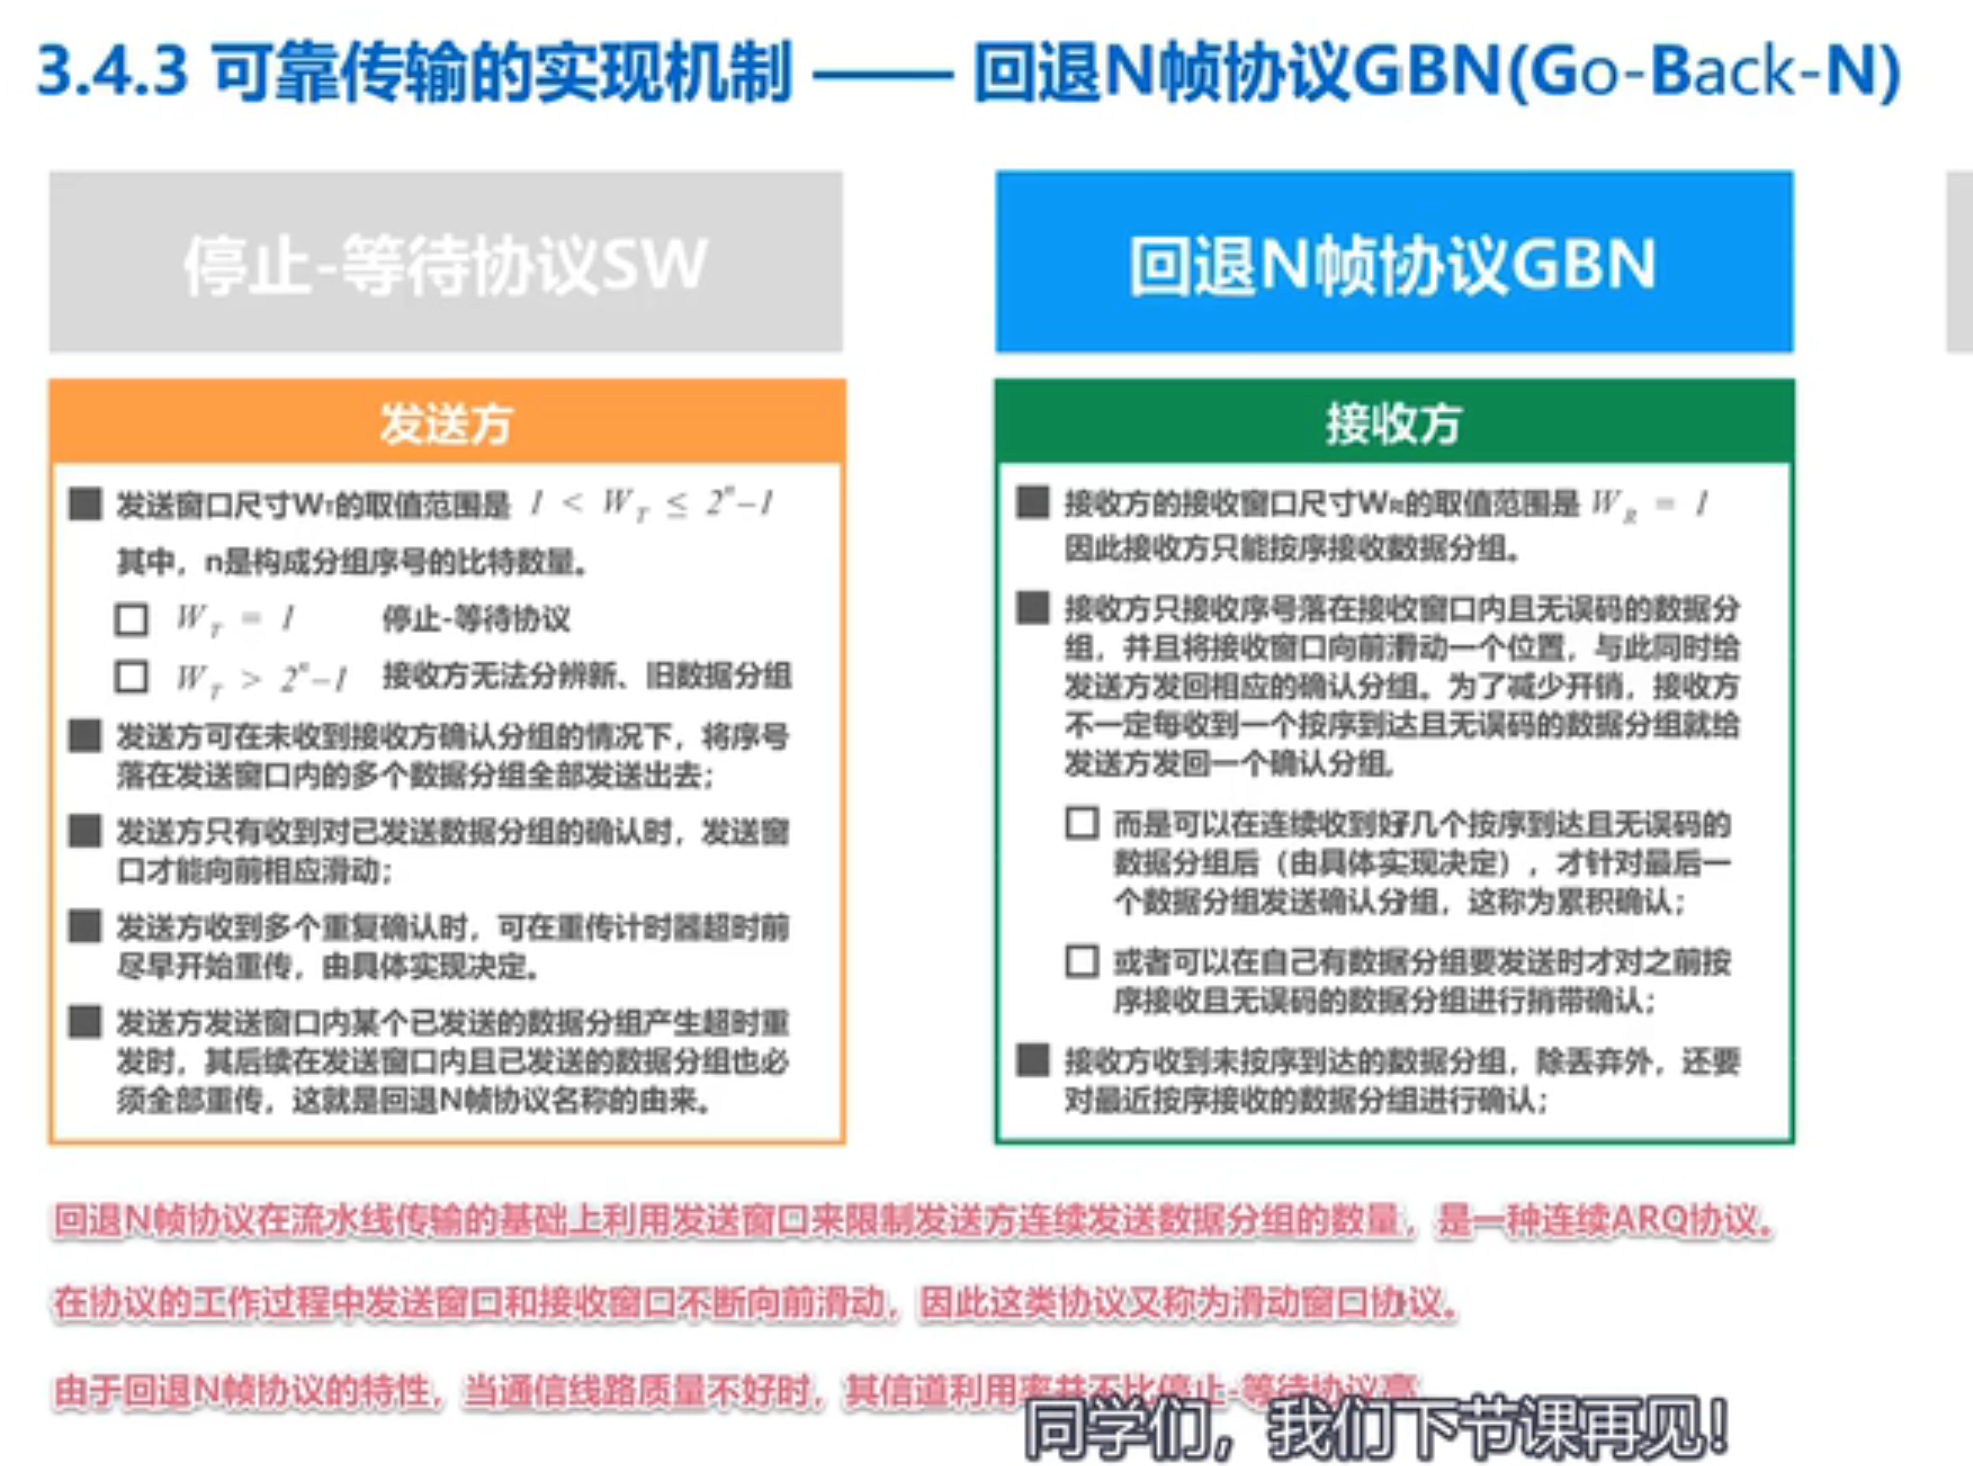 3.4.3 可靠传输的实现机制 —— 回退N帧协议GBN(Go-Back-N)
停止-等待协议SW
回退N帧协议GBN
发送方
发送窗口尺寸W_T的取值范围是 1 < W_T ≤ 2^n-1
其中，n是构成分组序号的比特数量。
W_T = 1 停止-等待协议
W_T > 2^n-1 接收方无法分辨新、旧数据分组
发送方可在未收到接收方确认分组的情况下，将序号
落在发送窗口内的多个数据分组全部发送出去；
发送方只有收到对已发送数据分组的确认时，发送窗
口才能向前相应滑动；
发送方收到多个重复确认时，可在重传计时器超时前
尽早开始重传，由具体实现决定。
发送方发送窗口内某个已发送的数据分组产生超时重
发时，其后续在发送窗口内且已发送的数据分组也必
须全部重传，这就是回退N帧协议名称的由来。
接收方
接收方的接收窗口尺寸W_R的取值范围是 W_R = 1
因此接收方只能按序接收数据分组。
接收方只接收序号落在接收窗口内且无误码的数据分
组，并且将接收窗口向前滑动一个位置，与此同时给
发送方发回相应的确认分组。为了减少开销，接收方
不一定每收到一个按序到达且无误码的数据分组就给
发送方发回一个确认分组，
而是可以在连续收到好几个按序到达且无误码的
数据分组后（由具体实现决定），才针对最后一
个数据分组发送确认分组，这称为累积确认；
或者可以在自己有数据分组要发送时才对之前按
序接收且无误码的数据分组进行捎带确认；
接收方收到未按序到达的数据分组，除丢弃外，还要
对最近按序接收的数据分组进行确认；
回退N帧协议在流水线传输的基础上利用发送窗口来限制发送方连续发送数据分组的数量，是一种连续ARQ协议。
在协议的工作过程中发送窗口和接收窗口不断向前滑动，因此这类协议又称为滑动窗口协议。
由于回退N帧协议的特性，当通信线路质量不好时，其信道利用率并不比停止-等待协议高
同学们，我们下节课再见！